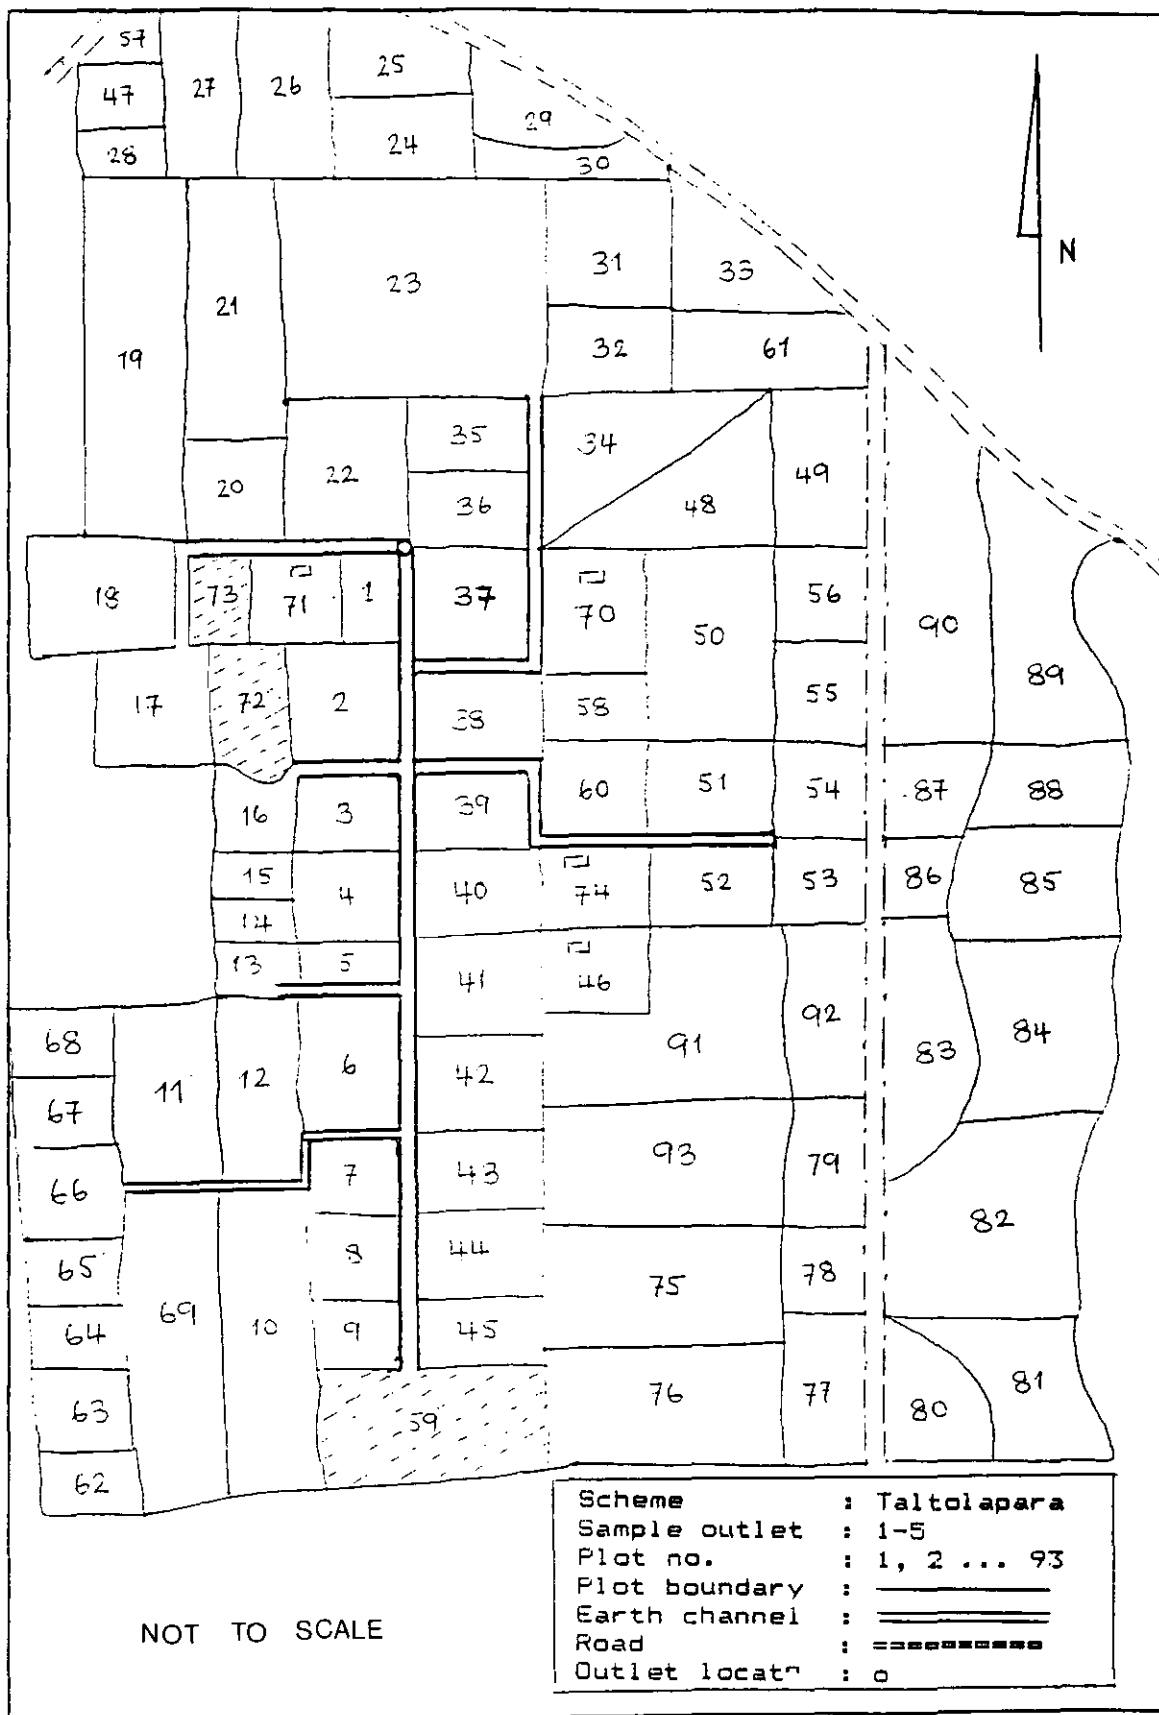 57
47 27 26 25
28 24 29
30
19 21 23 31 33
32 61
20 22 35 34 49
36 48
18 73 71 1 37 70 50 56 90
17 72 2 38 58 55 89
16 3 39 60 51 54 87 88
15 4 40 74 52 53 86 85
14
13 5 41 46
68 11 12 6 42 91 92 83 84
67
66 7 43 93 79
65 8 44 82
64 69 10 9 45 75 78
63 59 76 77 80 81
62
N
Scheme : Taltolapara
Sample outlet : 1-5
Plot no. : 1, 2 ... 93
Plot boundary :
Earth channel :
Road :
Outlet locatⁿ : o
NOT TO SCALE